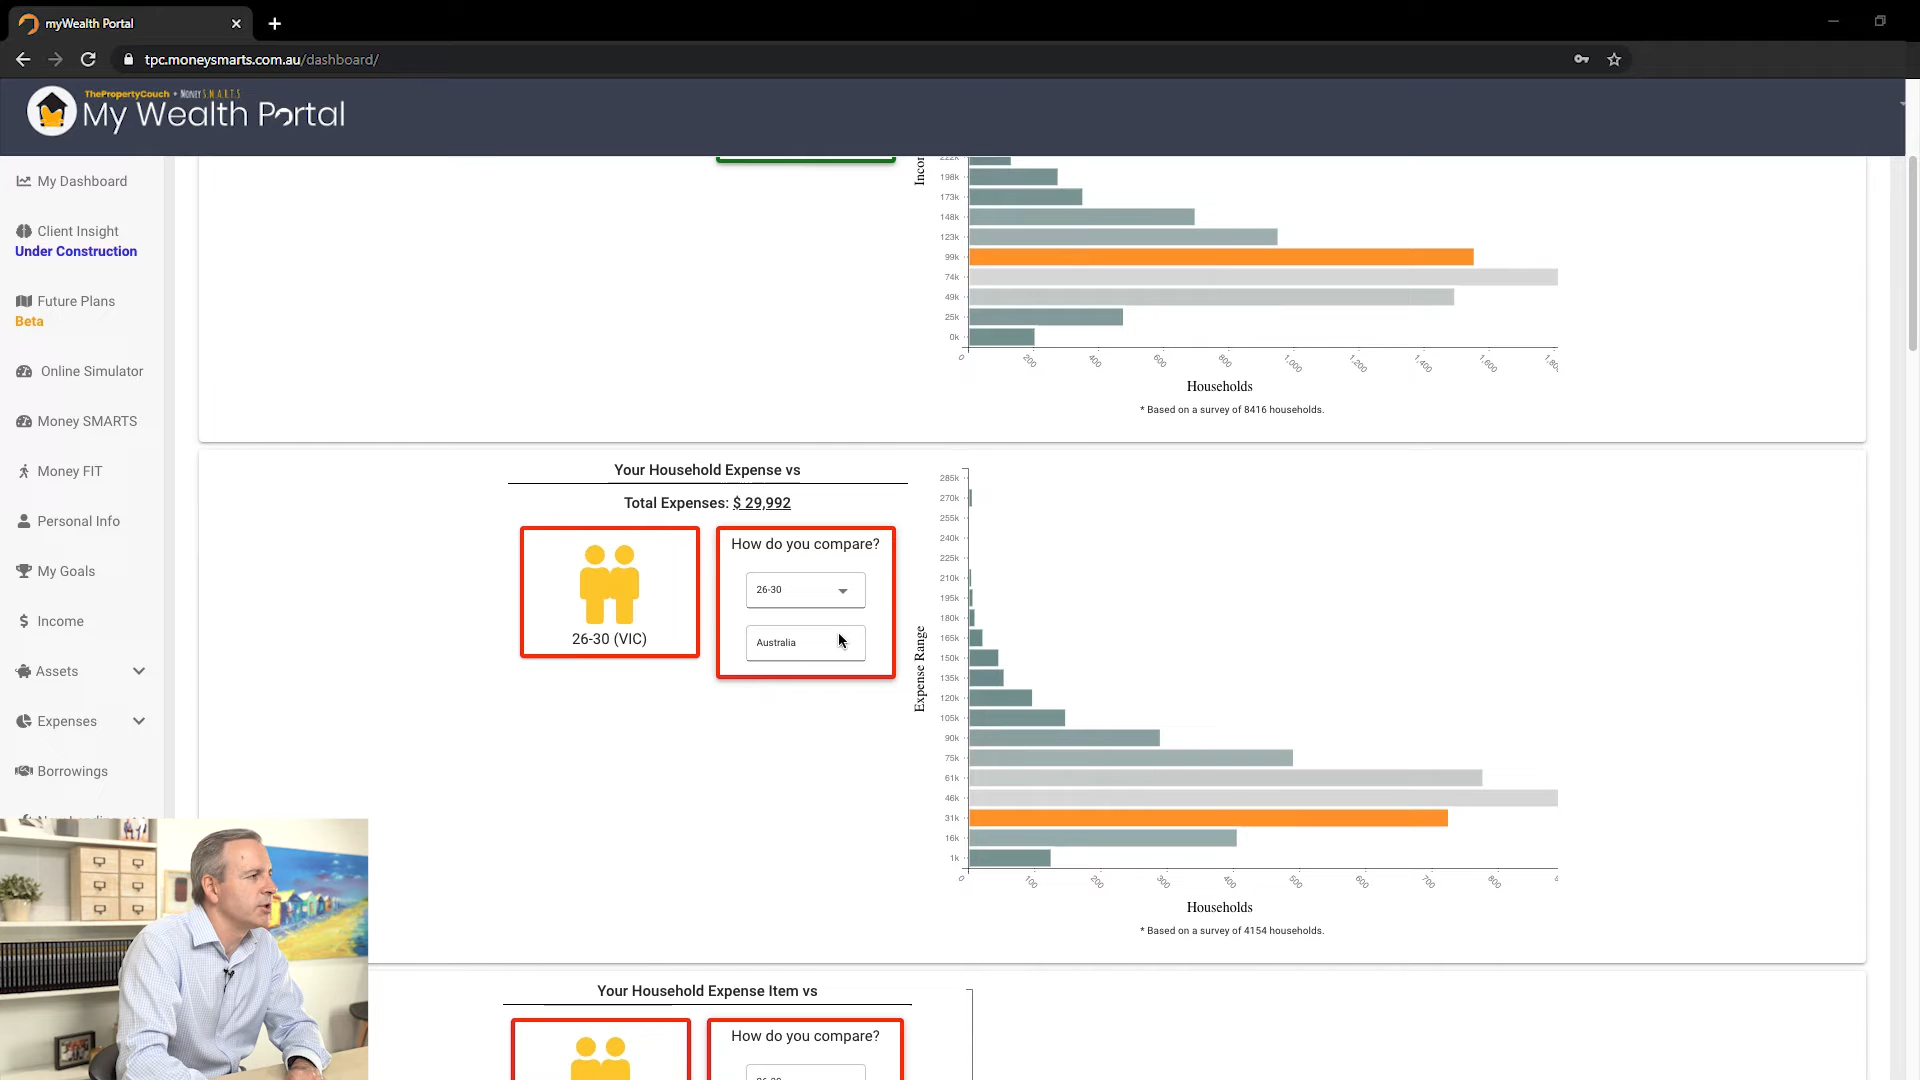 myWealth Portal
tpc.moneysmarts.com.au/dashboard/
ThePropertyCouch • MONEY SMARTS
My Wealth Portal
My Dashboard
Client Insight
Under Construction
Future Plans
Beta
Online Simulator
Money SMARTS
Money FIT
Personal Info
My Goals
Income
Assets
Expenses
Borrowings
222k
198k
173k
148k
123k
99k
74k
49k
25k
0k
0
200
400
600
800
1,000
1,200
1,400
1,600
Households
* Based on a survey of 8416 households.
Your Household Expense vs
Total Expenses: $ 29,992
26-30 (VIC)
How do you compare?
26-30
Australia
Expense Range
285k
270k
255k
240k
225k
210k
195k
180k
165k
150k
135k
120k
105k
90k
75k
61k
46k
31k
16k
1k
0
100
200
300
400
500
600
700
800
Households
* Based on a survey of 4154 households.
Your Household Expense Item vs
How do you compare?